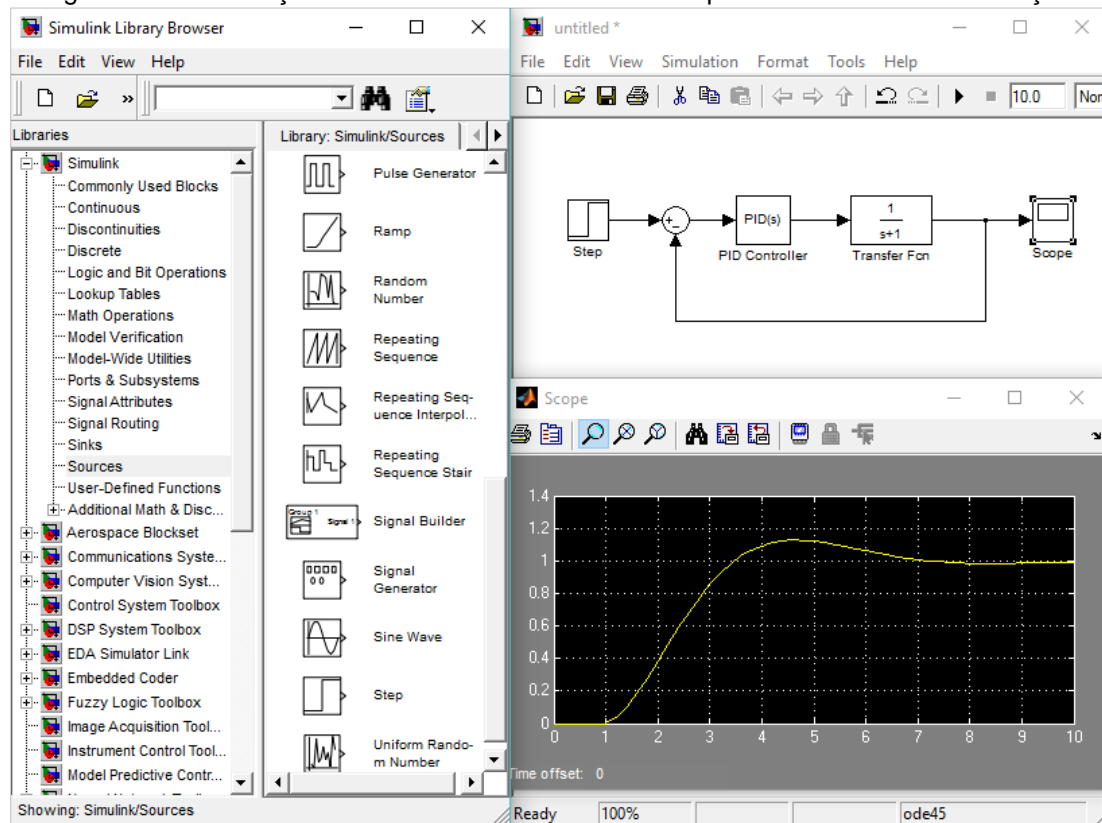 Simulink Library Browser
File Edit View Help
»
Libraries
Library: Simulink/Sources
Simulink
Commonly Used Blocks
Continuous
Discontinuities
Discrete
Logic and Bit Operations
Lookup Tables
Math Operations
Model Verification
Model-Wide Utilities
Ports & Subsystems
Signal Attributes
Signal Routing
Sinks
Sources
User-Defined Functions
Additional Math & Disc...
Aerospace Blockset
Communications Syste...
Computer Vision Syst...
Control System Toolbox
DSP System Toolbox
EDA Simulator Link
Embedded Coder
Fuzzy Logic Toolbox
Image Acquisition Tool...
Instrument Control Tool...
Model Predictive Contr...
Pulse Generator
Ramp
Random
Number
Repeating
Sequence
Repeating Seq-
uence Interpol...
Repeating
Sequence Stair
Group 1
Signal 1
Signal Builder
Signal
Generator
Sine Wave
Step
Uniform Rando-
m Number
Showing: Simulink/Sources
untitled *
File Edit View Simulation Format Tools Help
10.0 Nor
Step
PID(s)
PID Controller
1
s+1
Transfer Fcn
Scope
Scope
1.4
1.2
1
0.8
0.6
0.4
0.2
0
0 1 2 3 4 5 6 7 8 9 10
Time offset: 0
Ready 100% ode45